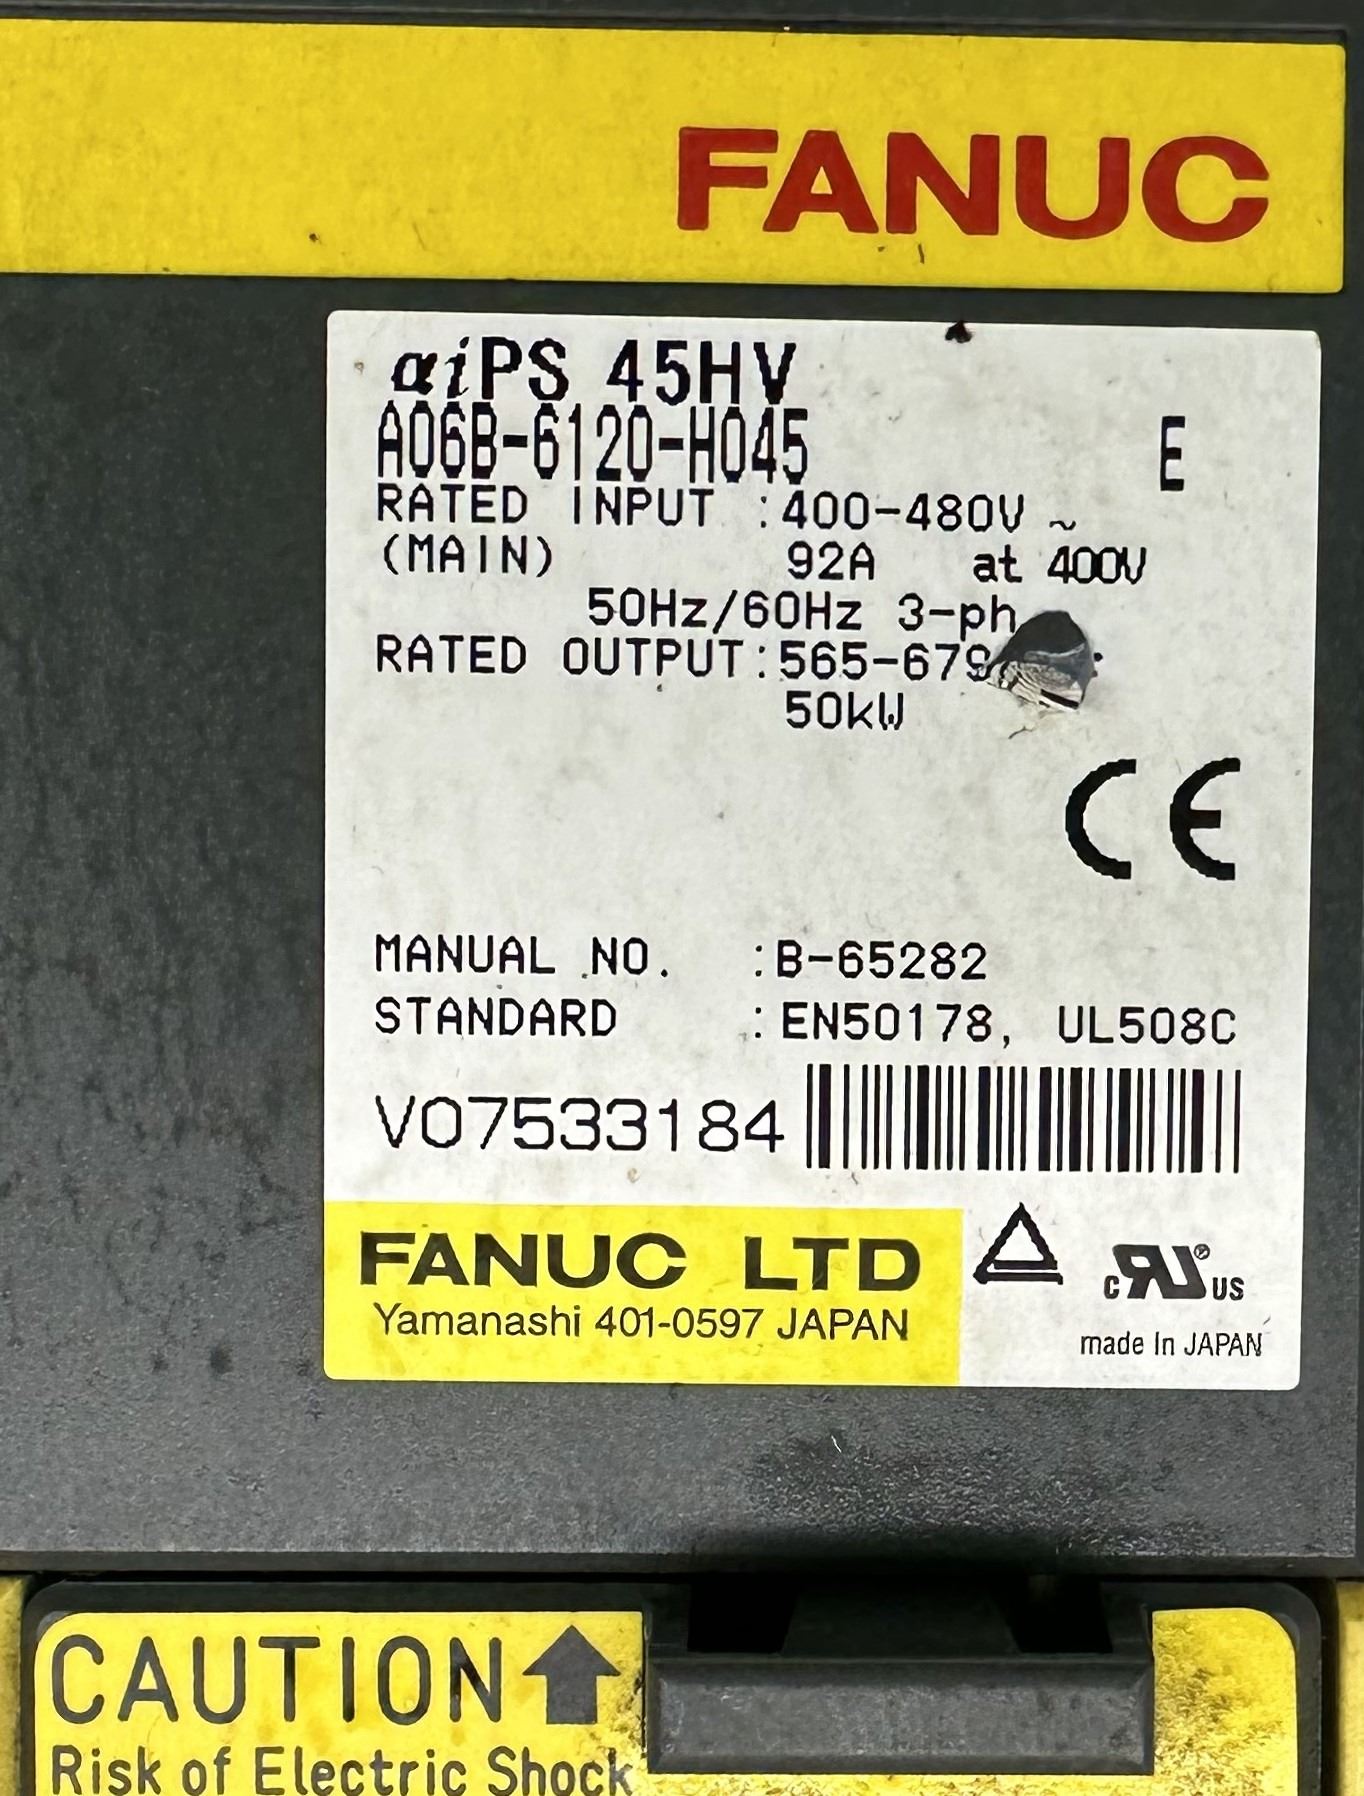 FANUC
αiPS 45HV
A06B-6120-H045 E
RATED INPUT :400-480V ~
(MAIN) 92A at 400V
50Hz/60Hz 3-ph
RATED OUTPUT:565-679
50kW
CE
MANUAL NO. :B-65282
STANDARD :EN50178, UL508C
V07533184
FANUC LTD
Yamanashi 401-0597 JAPAN
c RU ® US
made in JAPAN
CAUTION
Risk of Electric Shock